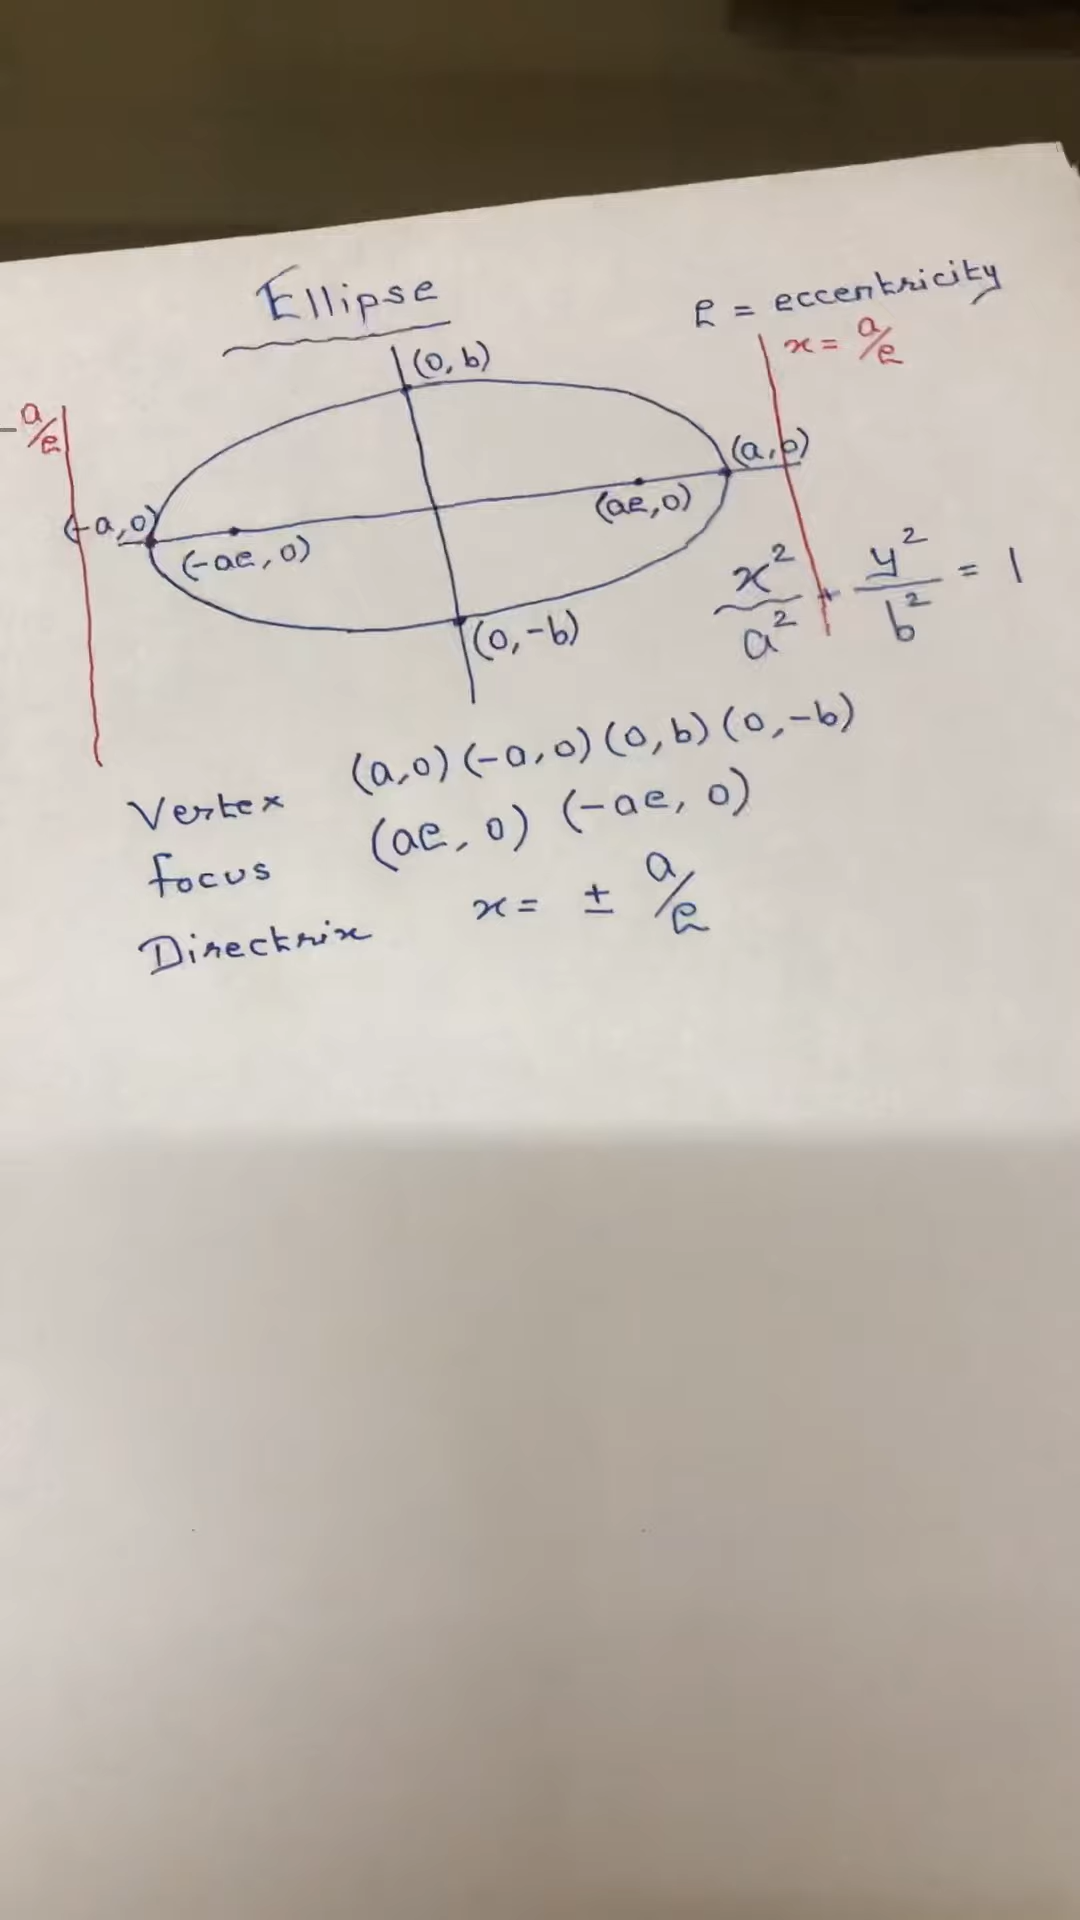 Ellipse
e = eccentricity
x = a/e
(0, b)
-a/e
(a, 0)
(-a, 0)
(ae, 0)
(-ae, 0)
x²/a² + y²/b² = 1
(0, -b)
Vertex (a, 0) (-a, 0) (0, b) (0, -b)
focus (ae, 0) (-ae, 0)
Directrix x = ± a/e